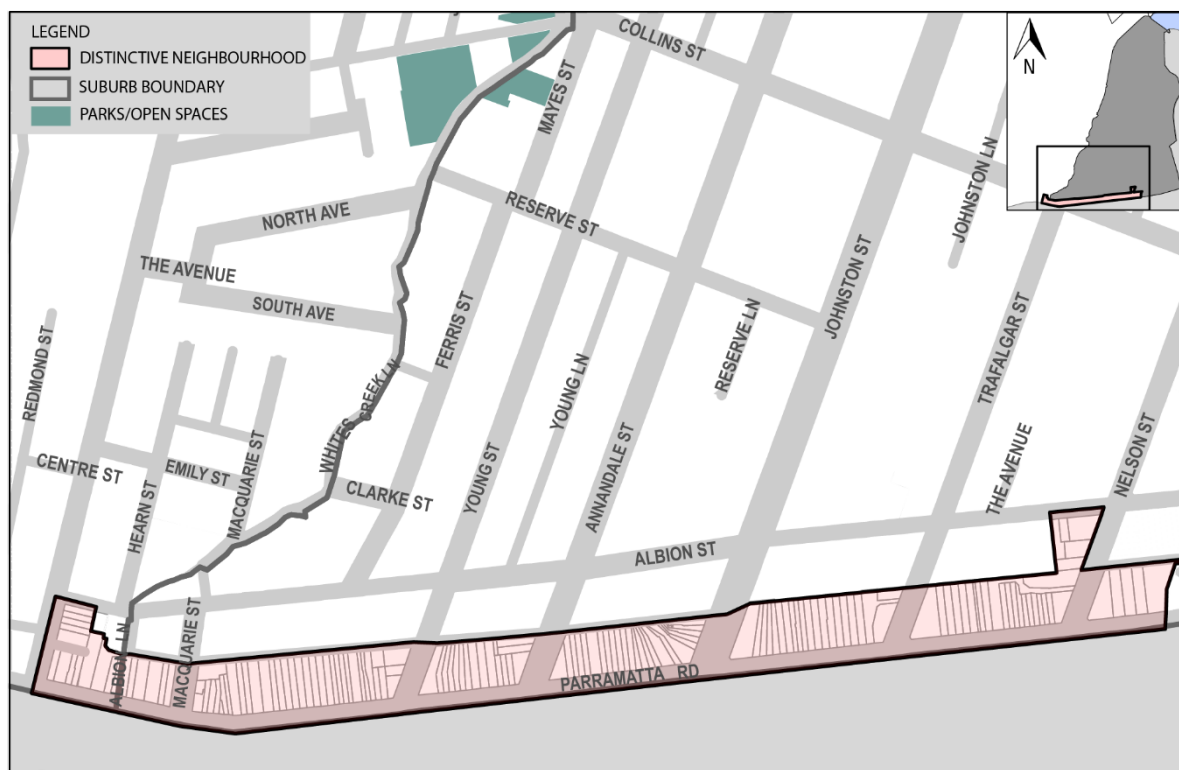 LEGEND
DISTINCTIVE NEIGHBOURHOOD
SUBURB BOUNDARY
PARKS/OPEN SPACES
N
COLLINS ST
MAYES ST
JOHNSTON LN
RESERVE ST
NORTH AVE
THE AVENUE
SOUTH AVE
JOHNSTON ST
FERRIS ST
REDMOND ST
RESERVE LN
TRAFALGAR ST
YOUNG LN
WHITES CREEK LN
MACQUARIE ST
CENTRE ST
EMILY ST
HEARN ST
CLARKE ST
YOUNG ST
ANNANDALE ST
THE AVENUE
NELSON ST
ALBION ST
ALBION LN
MACQUARIE ST
PARRAMATTA RD